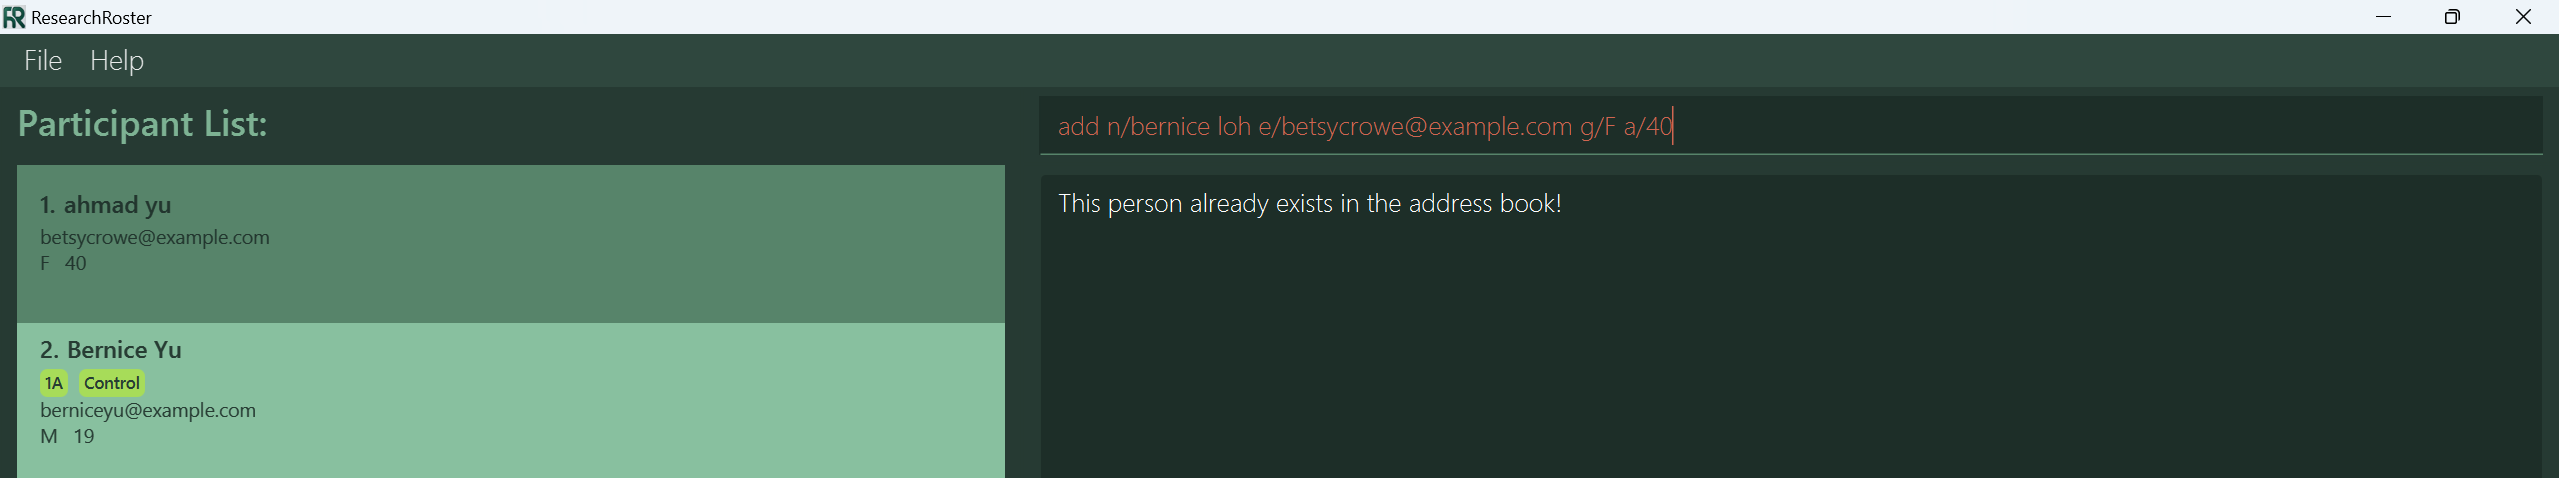 ResearchRoster
File Help
Participant List:
1. ahmad yu
betsycrowe@example.com
F 40
2. Bernice Yu
1A Control
berniceyu@example.com
M 19
add n/bernice loh e/betsycrowe@example.com g/F a/40
This person already exists in the address book!